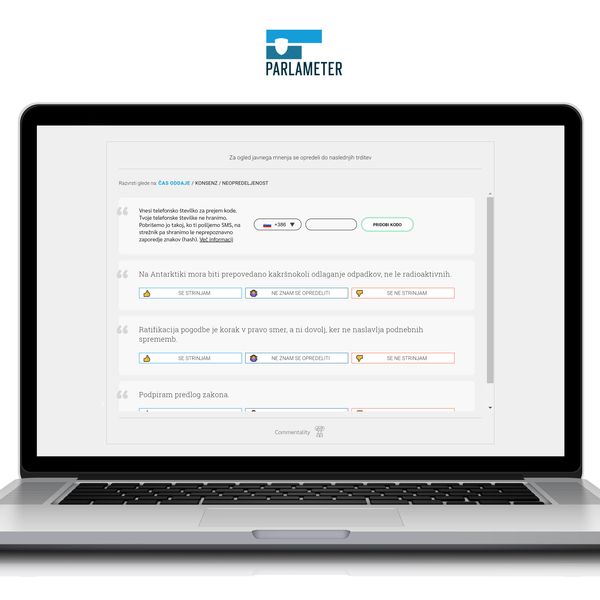 PARLAMETER
Za ogled javnega mnenja se opredeli do naslednjih trditev
Razvrsti glede na: ČAS ODDAJE / KONSENZ / NEOPREDELJENOST
Vnesi telefonsko številko za prejem kode.
Tvoje telefonske številke ne hranimo.
Pobrišemo jo takoj, ko ti pošljemo SMS, na
strežnik pa shranimo le neprepoznavno
zaporedje znakov (hash). Več informacij
+386
PRIDOBI KODO
Na Antarktiki mora biti prepovedano kakršnokoli odlaganje odpadkov, ne le radioaktivnih.
SE STRINJAM NE ZNAM SE OPREDELITI SE NE STRINJAM
Ratifikacija pogodbe je korak v pravo smer, a ni dovolj, ker ne naslavlja podnebnih
sprememb.
SE STRINJAM NE ZNAM SE OPREDELITI SE NE STRINJAM
Podpiram predlog zakona.
Commentality